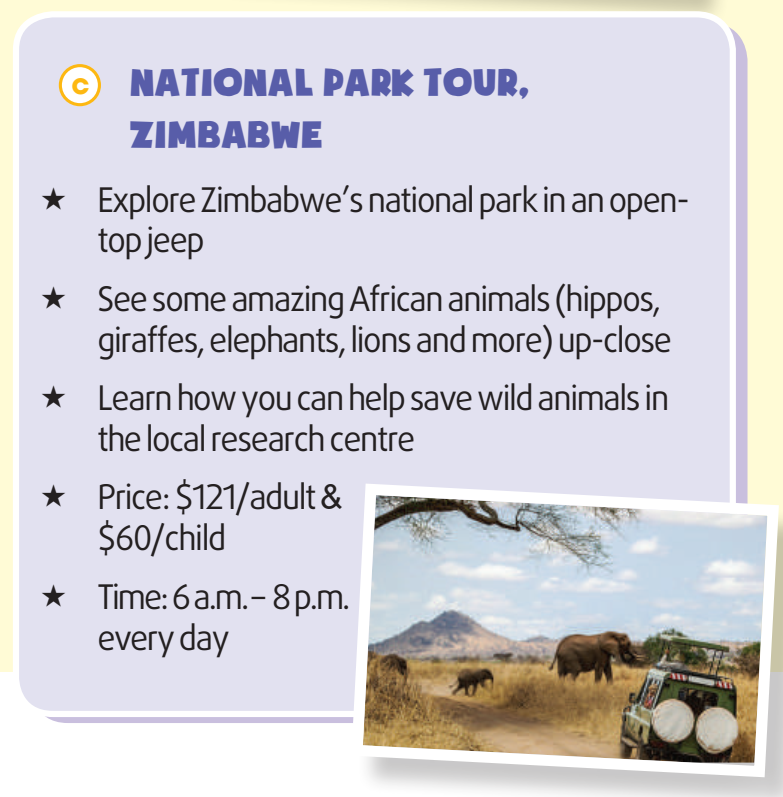 C NATIONAL PARK TOUR,
ZIMBABWE
★ Explore Zimbabwe's national park in an open-
top jeep
★ See some amazing African animals (hippos,
giraffes, elephants, lions and more) up-close
★ Learn how you can help save wild animals in
the local research centre
★ Price: $121/adult &
$60/child
★ Time: 6 a.m. – 8 p.m.
every day